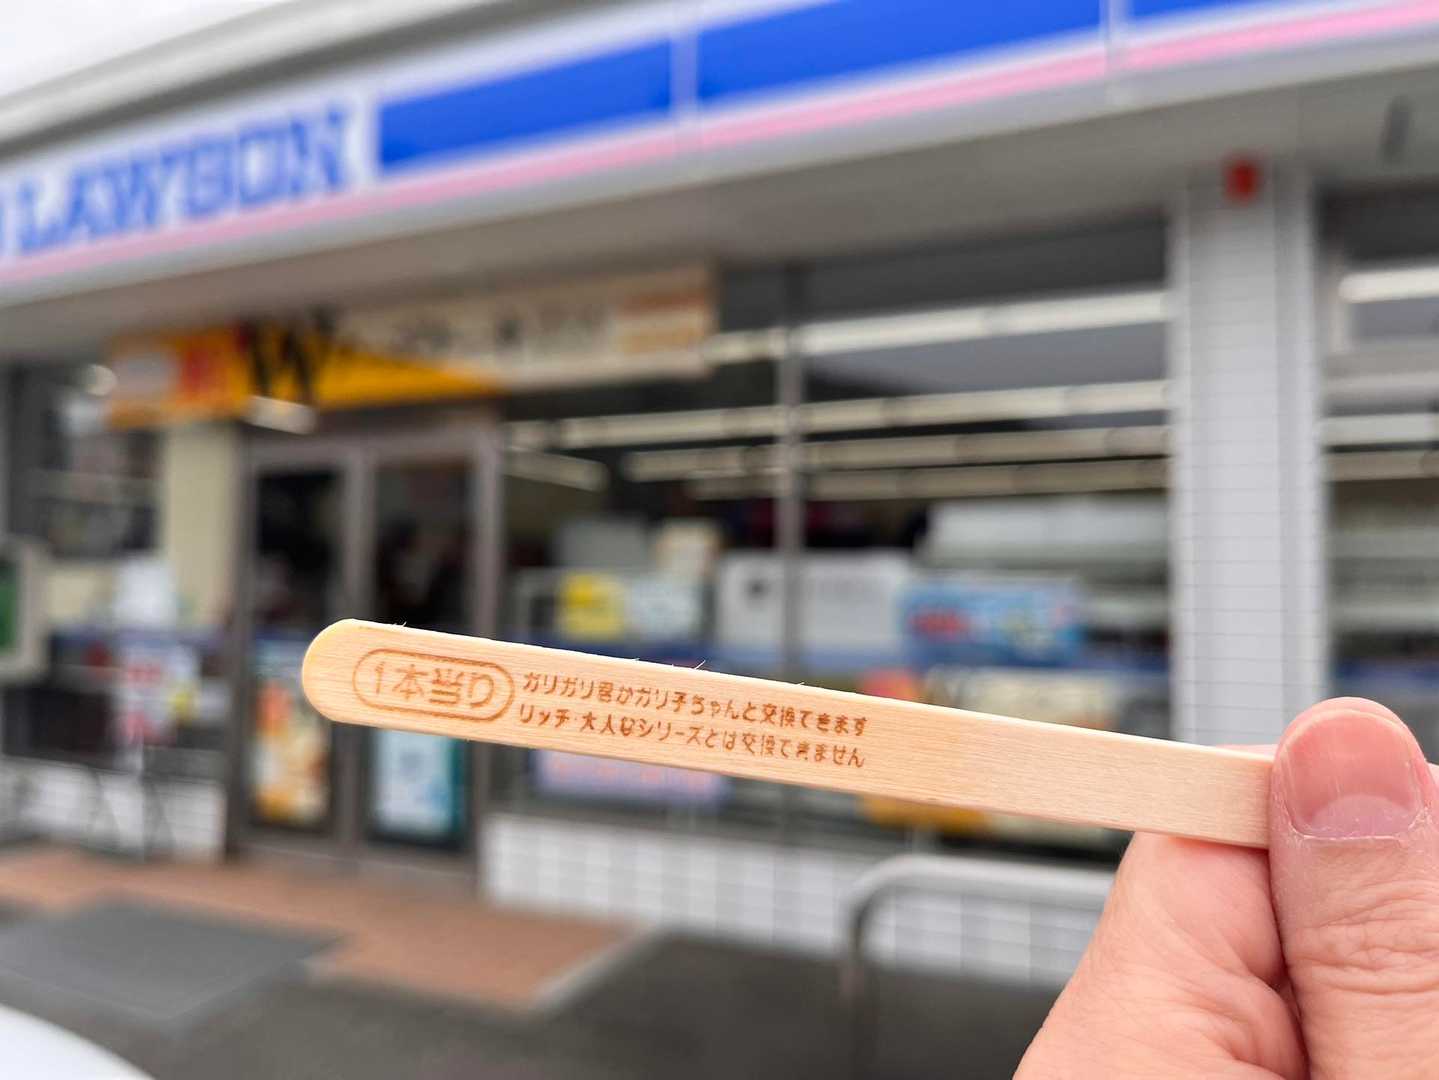 LAWSON
1本当り
ガリガリ君かガリ子ちゃんと交換できます
リッチ・大人なシリーズとは交換できません